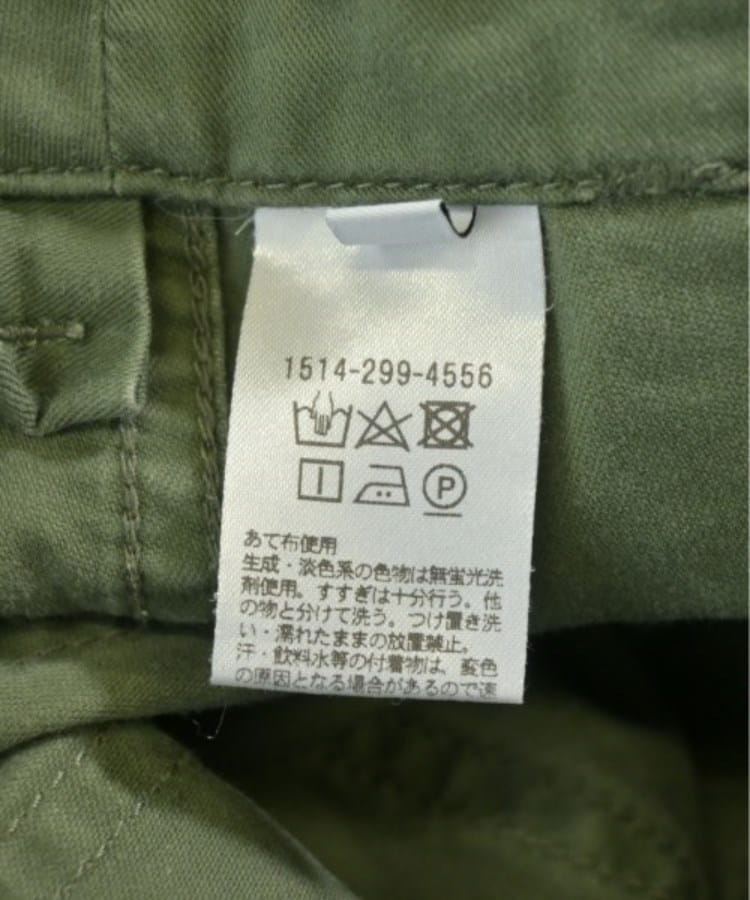 1514-299-4556
P
あて布使用
生成・淡色系の色物は無蛍光洗
剤使用。すすぎは十分行う。他
の物と分けて洗う。つけ置き洗
い・濡れたままの放置禁止。
汗・飲料水等の付着物は、変色
の原因となる場合があるので速